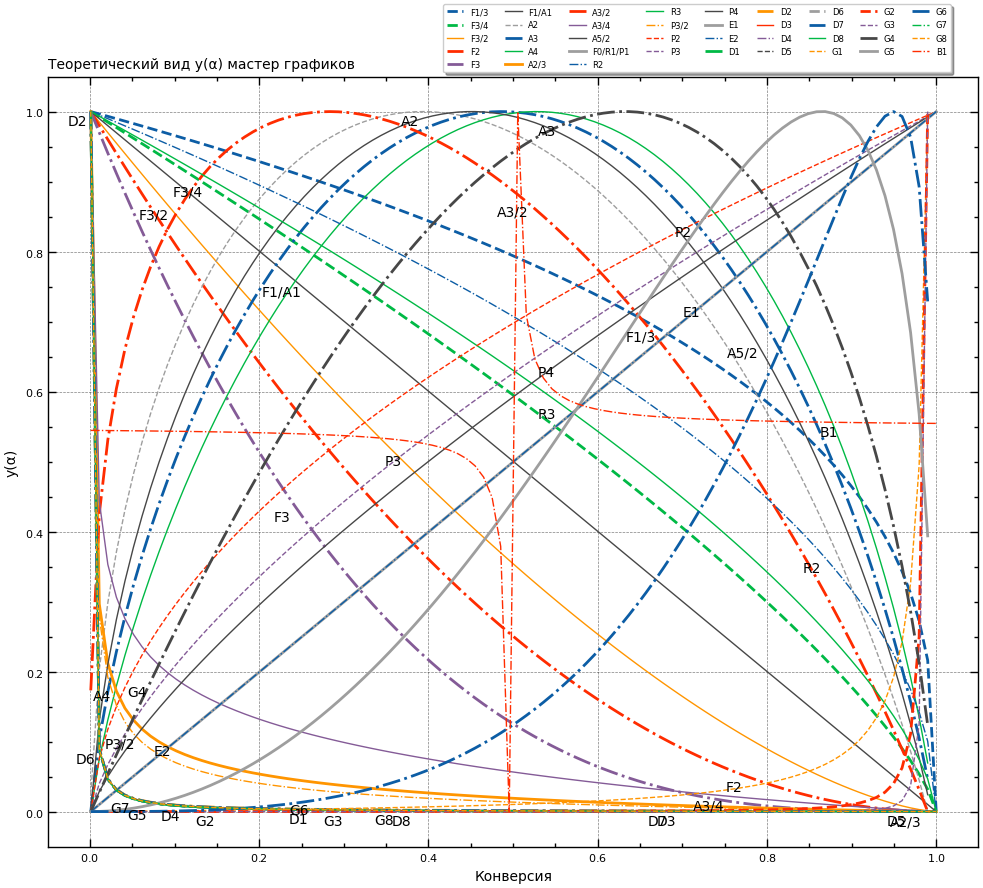 F1/3 F1/A1 A3/2 R3 P4 D2 D6 G2 G6
F3/4 A2 A3/4 P3/2 E1 D3 D7 G3 G7
F3/2 A3 A5/2 P2 E2 D4 D8 G4 G8
F2 A4 F0/R1/P1 P3 D1 D5 G1 G5 B1
F3 A2/3 R2
Теоретический вид y(α) мастер графиков
1.0
D2
A2
A3
F3/4
F3/2
A3/2
P2
0.8
F1/A1
E1
F1/3
A5/2
y(α)
0.6
P4
R3
B1
P3
0.4
F3
R2
0.2
A4
G4
P3/2
E2
D6
F2
A3/4
0.0
G7
G5
D4
G2
G6
D1
G3
G8
D8
D7
D3
D5
A2/3
0.0 0.2 0.4 0.6 0.8 1.0
Конверсия